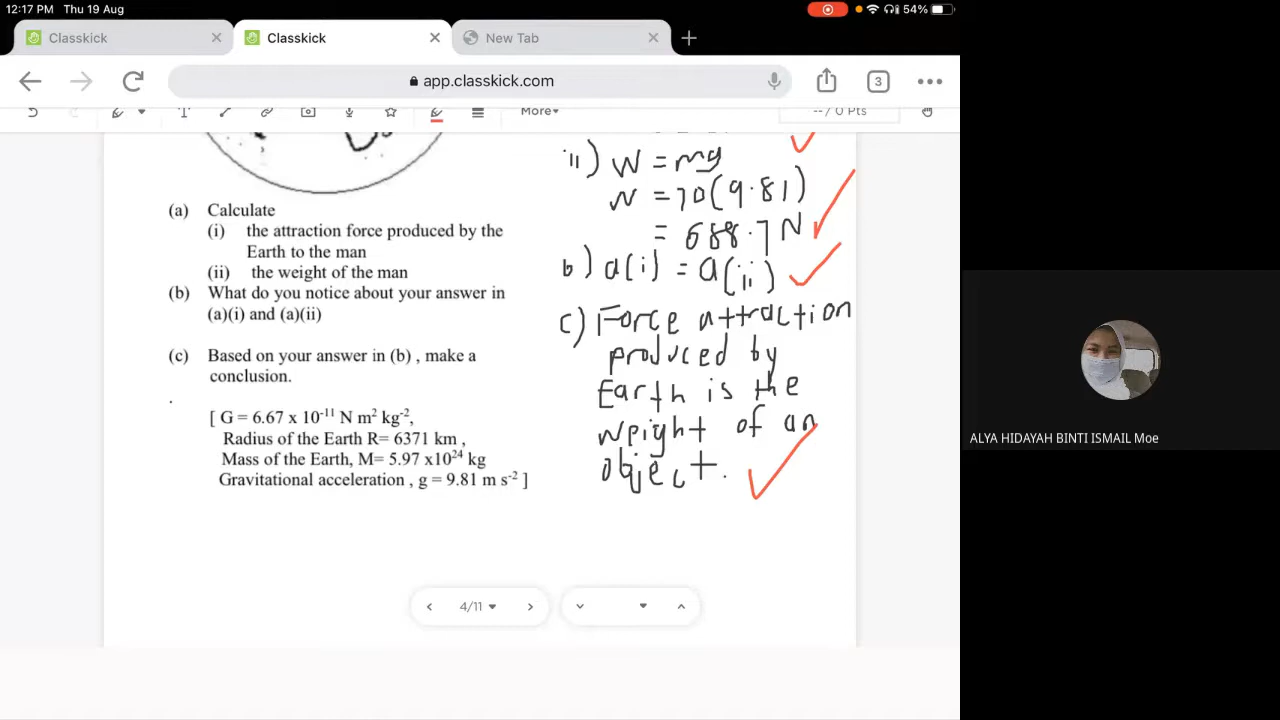 12:17 PM Thu 19 Aug
54%
Classkick
Classkick
New Tab
app.classkick.com
3
T
More
-- / 0 Pts
ii) W = mg
W = 70(9.81)
= 688.7 N
b) a(i) = a(ii)
c) Force attraction
produced by
Earth is the
weight of an
object.
(a) Calculate
(i) the attraction force produced by the
Earth to the man
(ii) the weight of the man
(b) What do you notice about your answer in
(a)(i) and (a)(ii)
(c) Based on your answer in (b) , make a
conclusion.
[ G = 6.67 x 10⁻¹¹ N m² kg⁻²,
Radius of the Earth R= 6371 km ,
Mass of the Earth, M= 5.97 x10²⁴ kg
Gravitational acceleration , g = 9.81 m s⁻² ]
4/11
ALYA HIDAYAH BINTI ISMAIL Moe